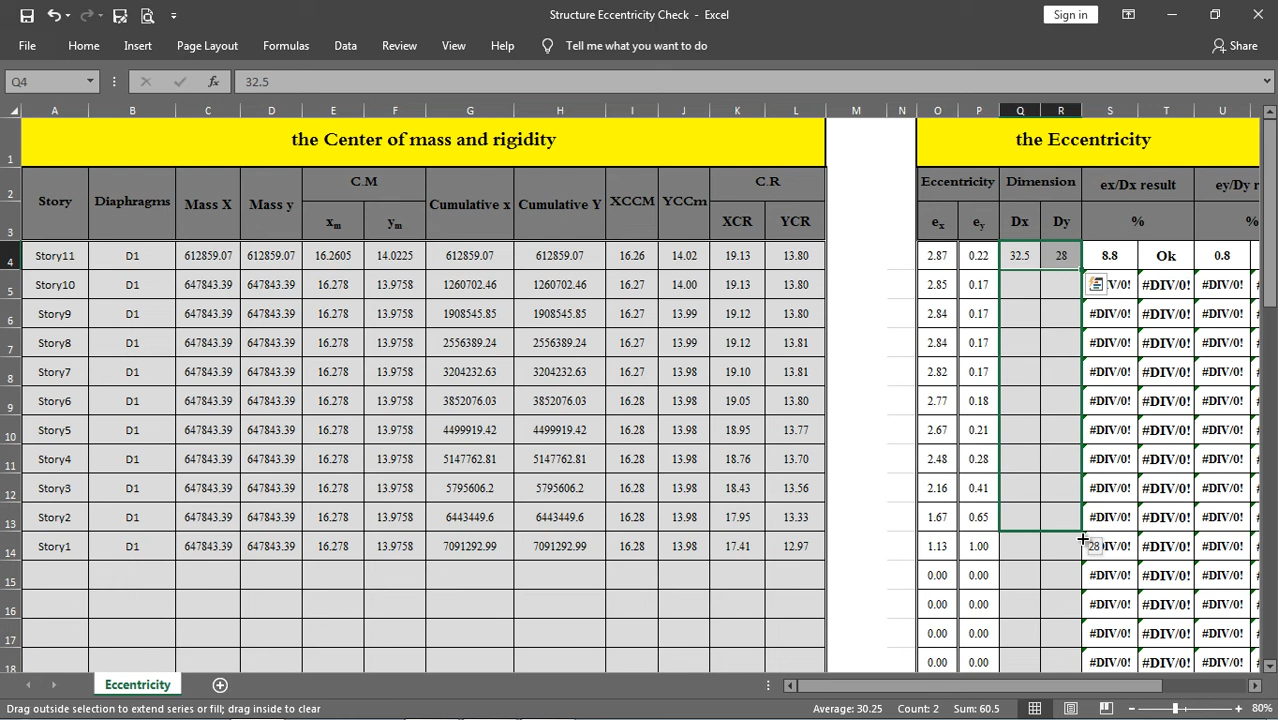 Structure Eccentricity Check - Excel
Sign in
File Home Insert Page Layout Formulas Data Review View Help Tell me what you want to do Share
Q4 fx 32.5
A B C D E F G H I J K L M N O P Q R S T U
1 the Center of mass and rigidity the Eccentricity
2 Story Diaphragms Mass X Mass y C.M Cumulative x Cumulative Y XCCM YCCm C.R Eccentricity Dimension ex/Dx result ey/Dy r
3 xm ym XCR YCR ex ey Dx Dy % %
4 Story11 D1 612859.07 612859.07 16.2605 14.0225 612859.07 612859.07 16.26 14.02 19.13 13.80 2.87 0.22 32.5 28 8.8 Ok 0.8
5 Story10 D1 647843.39 647843.39 16.278 13.9758 1260702.46 1260702.46 16.27 14.00 19.13 13.80 2.85 0.17 IV/0! #DIV/0! #DIV/0!
6 Story9 D1 647843.39 647843.39 16.278 13.9758 1908545.85 1908545.85 16.27 13.99 19.12 13.80 2.84 0.17 #DIV/0! #DIV/0! #DIV/0!
7 Story8 D1 647843.39 647843.39 16.278 13.9758 2556389.24 2556389.24 16.27 13.99 19.12 13.81 2.84 0.17 #DIV/0! #DIV/0! #DIV/0!
8 Story7 D1 647843.39 647843.39 16.278 13.9758 3204232.63 3204232.63 16.27 13.98 19.10 13.81 2.82 0.17 #DIV/0! #DIV/0! #DIV/0!
9 Story6 D1 647843.39 647843.39 16.278 13.9758 3852076.03 3852076.03 16.28 13.98 19.05 13.80 2.77 0.18 #DIV/0! #DIV/0! #DIV/0!
10 Story5 D1 647843.39 647843.39 16.278 13.9758 4499919.42 4499919.42 16.28 13.98 18.95 13.77 2.67 0.21 #DIV/0! #DIV/0! #DIV/0!
11 Story4 D1 647843.39 647843.39 16.278 13.9758 5147762.81 5147762.81 16.28 13.98 18.76 13.70 2.48 0.28 #DIV/0! #DIV/0! #DIV/0!
12 Story3 D1 647843.39 647843.39 16.278 13.9758 5795606.2 5795606.2 16.28 13.98 18.43 13.56 2.16 0.41 #DIV/0! #DIV/0! #DIV/0!
13 Story2 D1 647843.39 647843.39 16.278 13.9758 6443449.6 6443449.6 16.28 13.98 17.95 13.33 1.67 0.65 #DIV/0! #DIV/0! #DIV/0!
14 Story1 D1 647843.39 647843.39 16.278 13.9758 7091292.99 7091292.99 16.28 13.98 17.41 12.97 1.13 1.00 28 IV/0! #DIV/0! #DIV/0!
15 0.00 0.00 #DIV/0! #DIV/0! #DIV/0!
16 0.00 0.00 #DIV/0! #DIV/0! #DIV/0!
17 0.00 0.00 #DIV/0! #DIV/0! #DIV/0!
18 0.00 0.00 #DIV/0! #DIV/0! #DIV/0!
Eccentricity
Drag outside selection to extend series or fill; drag inside to clear Average: 30.25 Count: 2 Sum: 60.5 80%